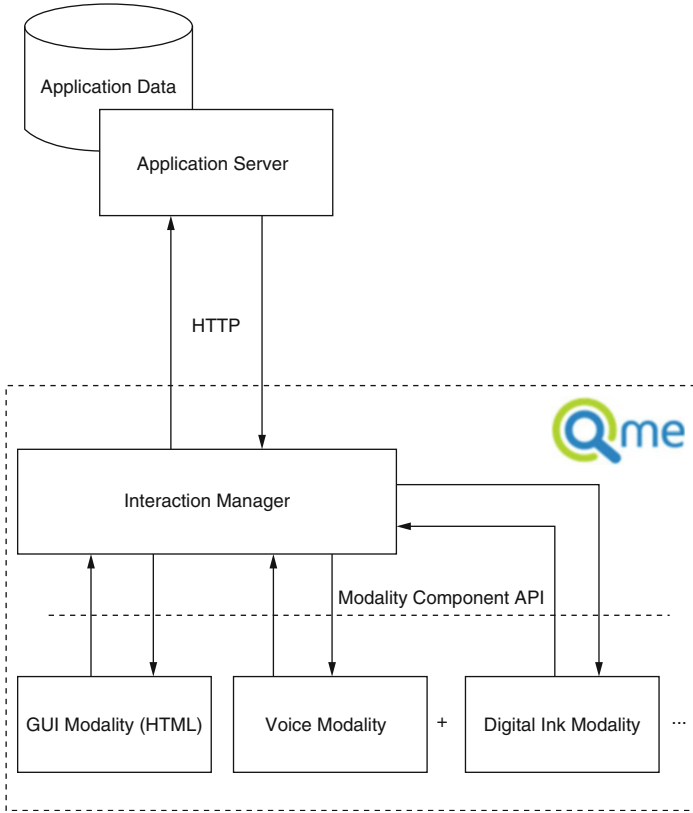 Application Data
Application Server
HTTP
Qme
Interaction Manager
Modality Component API
GUI Modality (HTML)
Voice Modality
+
Digital Ink Modality
...